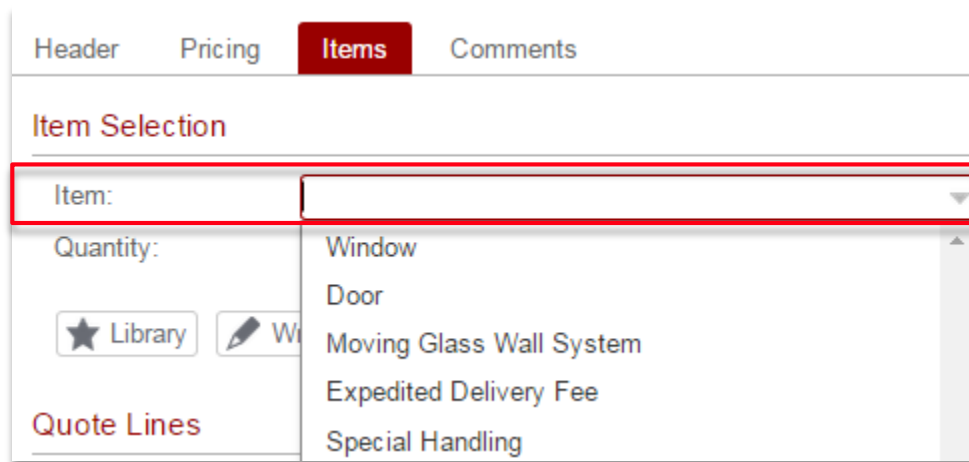 Header Pricing Items Comments
Item Selection
Item:
Quantity:
Window
Door
Library
Moving Glass Wall System
Expedited Delivery Fee
Quote Lines
Special Handling